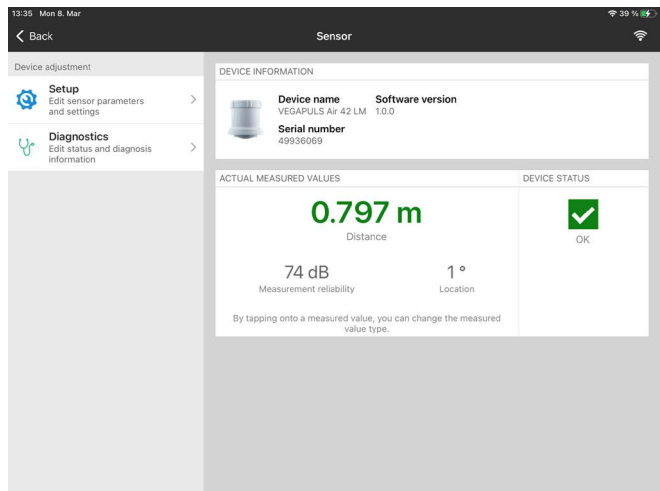 13:35 Mon 8. Mar
39 %
Back
Sensor
Device adjustment
Setup
Edit sensor parameters
and settings
Diagnostics
Edit status and diagnosis
information
DEVICE INFORMATION
Device name
VEGAPULS Air 42 LM
Software version
1.0.0
Serial number
49936069
ACTUAL MEASURED VALUES
0.797 m
Distance
74 dB
Measurement reliability
1 °
Location
By tapping onto a measured value, you can change the measured
value type.
DEVICE STATUS
OK